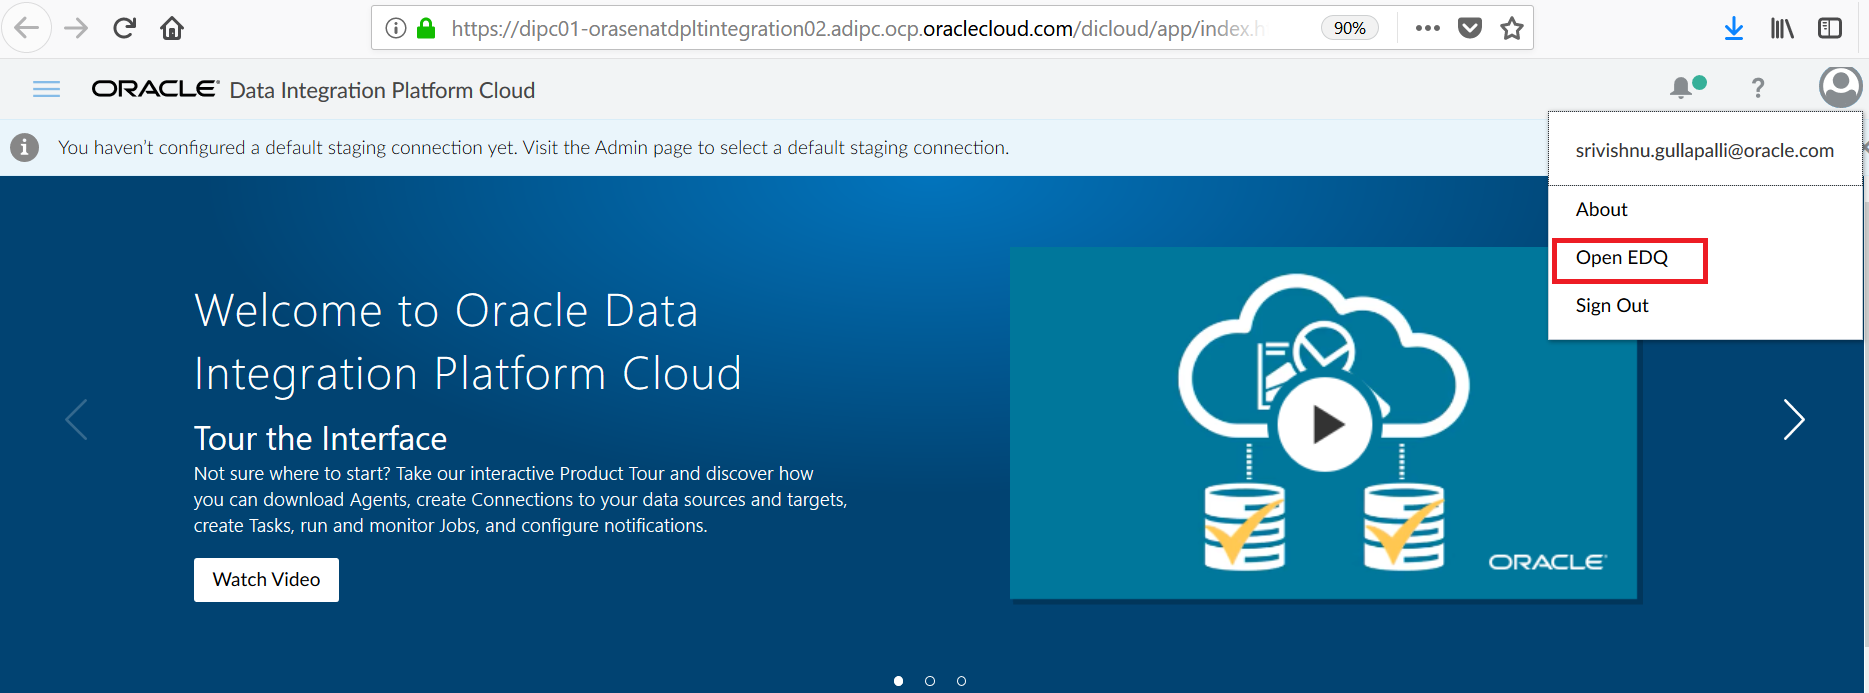 https://dipc01-orasenatdpltintegration02.adipc.ocp.oraclecloud.com/dicloud/app/index.h
90%
ORACLE® Data Integration Platform Cloud
?
You haven't configured a default staging connection yet. Visit the Admin page to select a default staging connection.
srivishnu.gullapalli@oracle.com
About
Open EDQ
Sign Out
Welcome to Oracle Data
Integration Platform Cloud
Tour the Interface
Not sure where to start? Take our interactive Product Tour and discover how
you can download Agents, create Connections to your data sources and targets,
create Tasks, run and monitor Jobs, and configure notifications.
Watch Video
ORACLE®